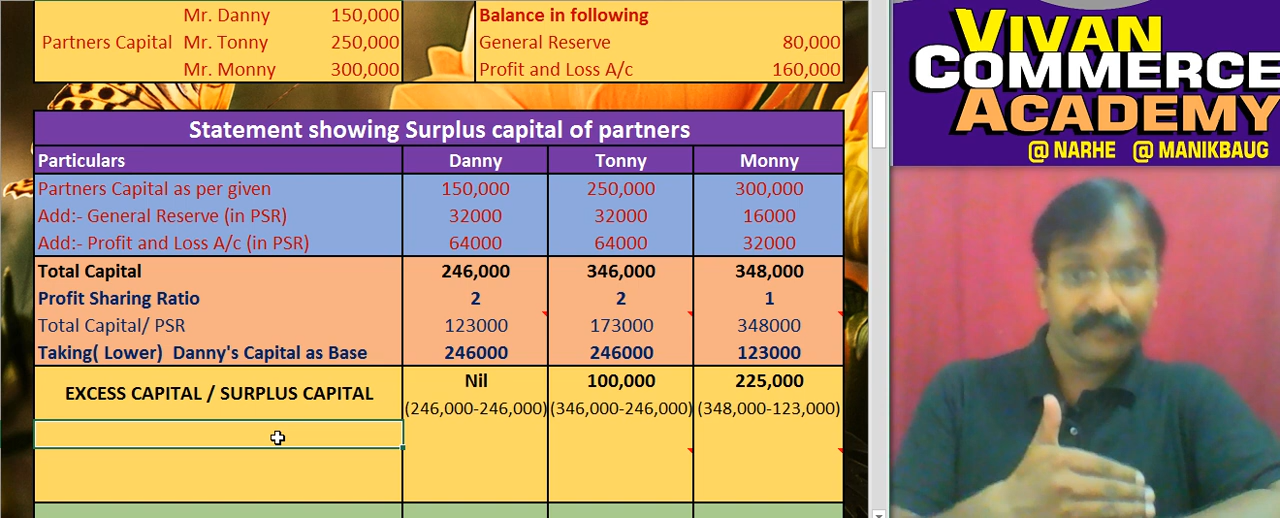 Mr. Danny 150,000
Partners Capital Mr. Tonny 250,000
Mr. Monny 300,000
Balance in following
General Reserve 80,000
Profit and Loss A/c 160,000
VIVAN
COMMERCE
ACADEMY
@ NARHE @ MANIKBAUG
Statement showing Surplus capital of partners
Particulars Danny Tonny Monny
Partners Capital as per given 150,000 250,000 300,000
Add:- General Reserve (in PSR) 32000 32000 16000
Add:- Profit and Loss A/c (in PSR) 64000 64000 32000
Total Capital 246,000 346,000 348,000
Profit Sharing Ratio 2 2 1
Total Capital/ PSR 123000 173000 348000
Taking( Lower) Danny's Capital as Base 246000 246000 123000
EXCESS CAPITAL / SURPLUS CAPITAL Nil 100,000 225,000
(246,000-246,000) (346,000-246,000) (348,000-123,000)